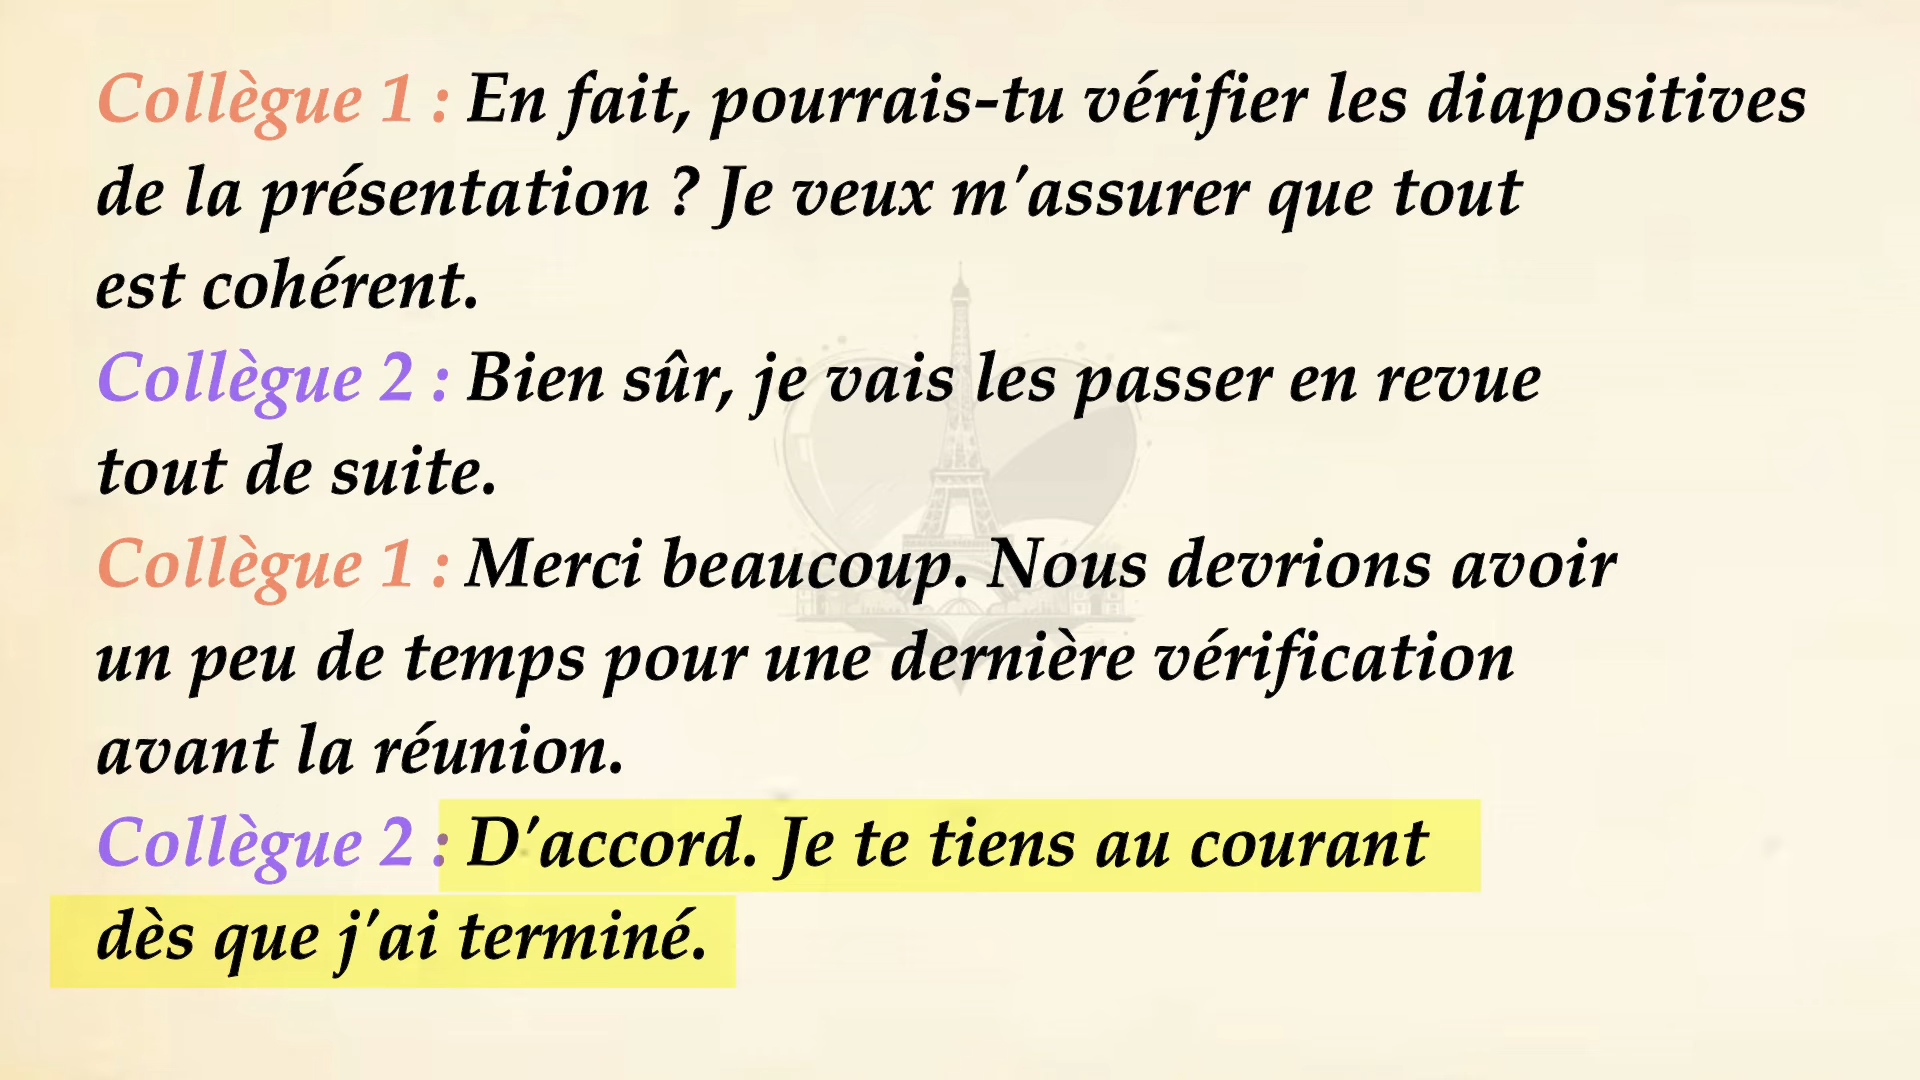 Collègue 1 : En fait, pourrais-tu vérifier les diapositives
de la présentation ? Je veux m'assurer que tout
est cohérent.
Collègue 2 : Bien sûr, je vais les passer en revue
tout de suite.
Collègue 1 : Merci beaucoup. Nous devrions avoir
un peu de temps pour une dernière vérification
avant la réunion.
Collègue 2 : D'accord. Je te tiens au courant
dès que j'ai terminé.